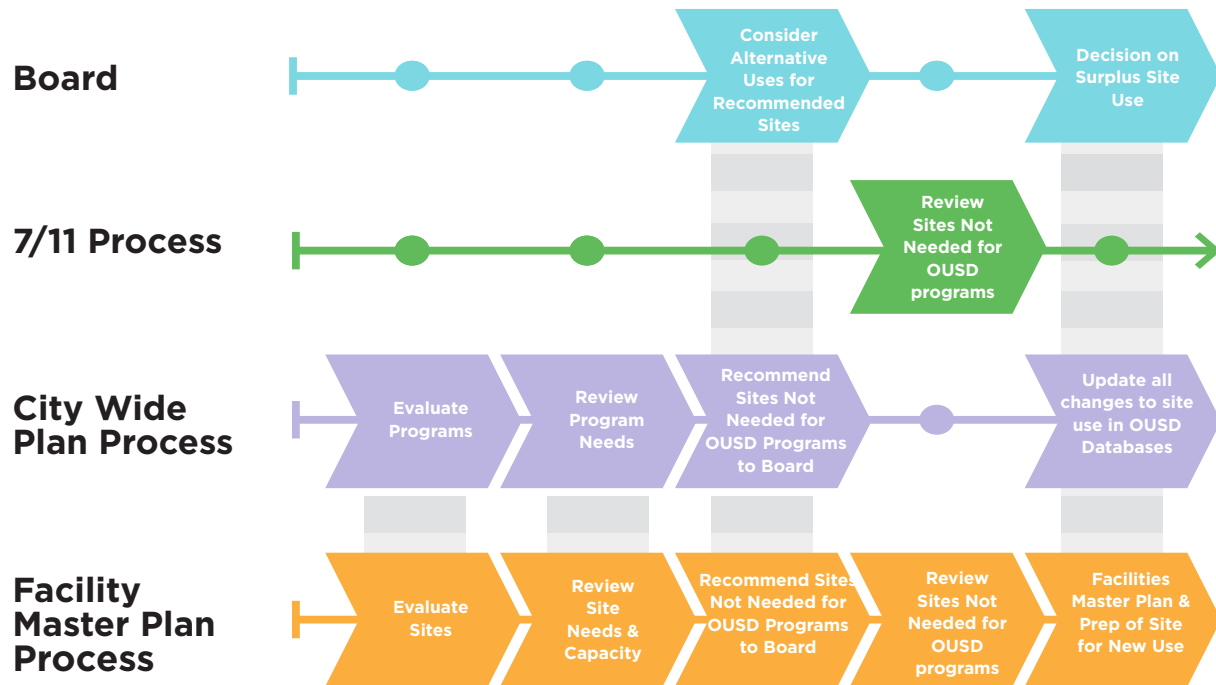 Board
Consider
Alternative
Uses for
Recommended
Sites
Decision on
Surplus Site
Use
7/11 Process
Review
Sites Not
Needed for
OUSD
programs
City Wide
Plan Process
Evaluate
Programs
Review
Program
Needs
Recommend
Sites Not
Needed for
OUSD Programs
to Board
Update all
changes to site
use in OUSD
Databases
Facility
Master Plan
Process
Evaluate
Sites
Review
Site
Needs &
Capacity
Recommend Sites
Not Needed for
OUSD Programs
to Board
Review
Sites Not
Needed for
OUSD
programs
Facilities
Master Plan &
Prep of Site
for New Use